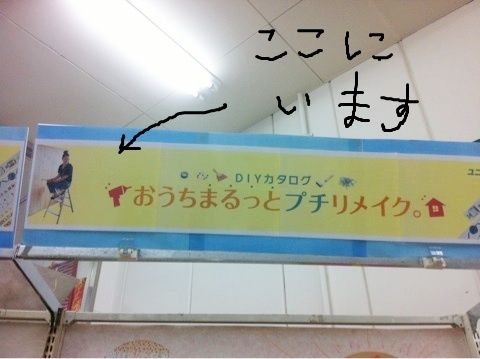 ここに
います
DIYカタログ
おうちまるっとプチリメイク。
ユニ